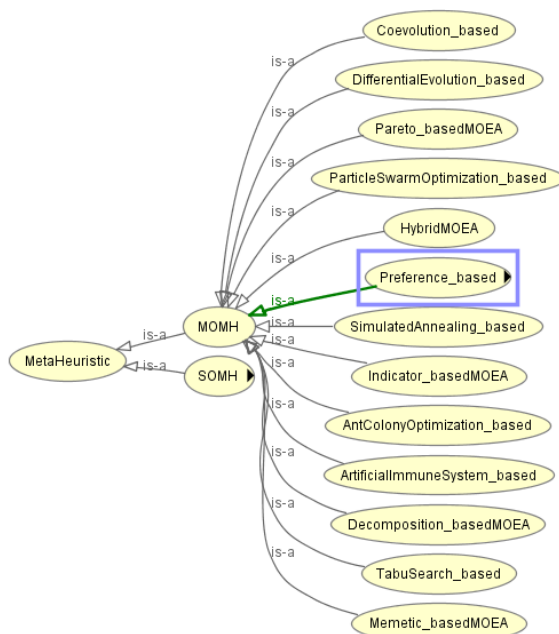 Coevolution_based
is-a
DifferentialEvolution_based
is-a
Pareto_basedMOEA
is-a
ParticleSwarmOptimization_based
is-a
HybridMOEA
is-a
Preference_based
is-a
MOMH
is-a
SimulatedAnnealing_based
is-a
is-a
MetaHeuristic
is-a
SOMH
is-a
Indicator_basedMOEA
is-a
AntColonyOptimization_based
is-a
ArtificialImmuneSystem_based
is-a
Decomposition_basedMOEA
is-a
TabuSearch_based
Memetic_basedMOEA